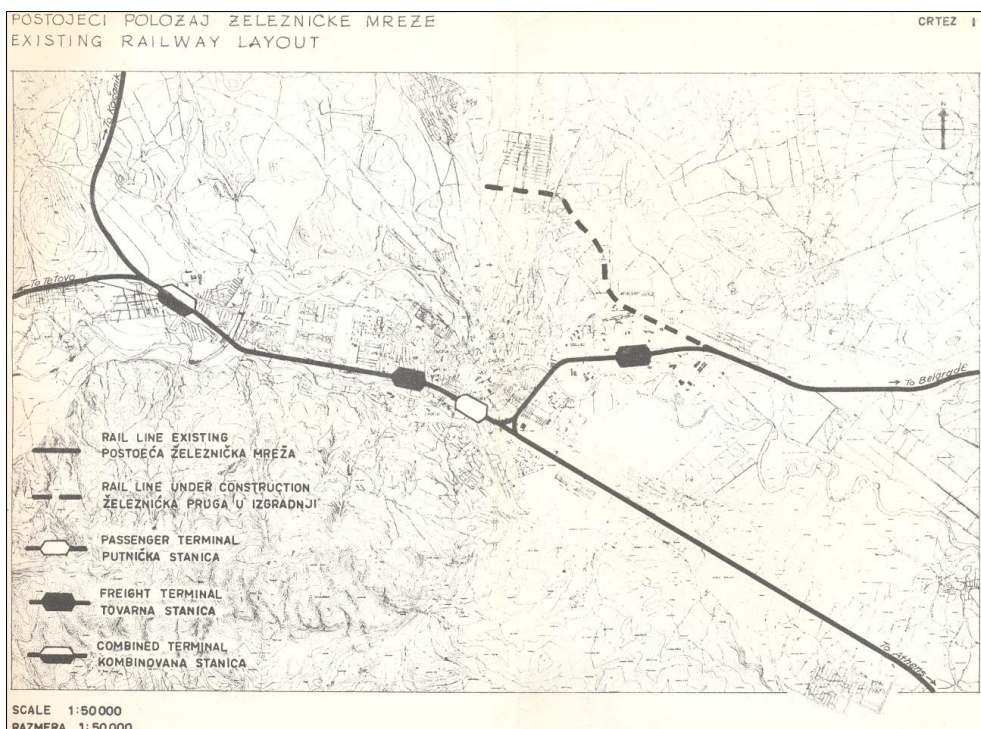 POSTOJECI POLOZAJ ŽELEZNIČKE MREŽE
EXISTING RAILWAY LAYOUT
CRTEZ 1
N
To Tetovo
To Belgrade
RAIL LINE EXISTING
POSTOEĆA ŽELEZNIČKA MREŽA
RAIL LINE UNDER CONSTRUCTION
ŽELEZNIČKA PRUGA U IZGRADNJI
PASSENGER TERMINAL
PUTNIČKA STANICA
FREIGHT TERMINAL
TOVARNA STANICA
COMBINED TERMINAL
KOMBINOVANA STANICA
To Athens
SCALE 1:50000
RAZMERA 1:50000